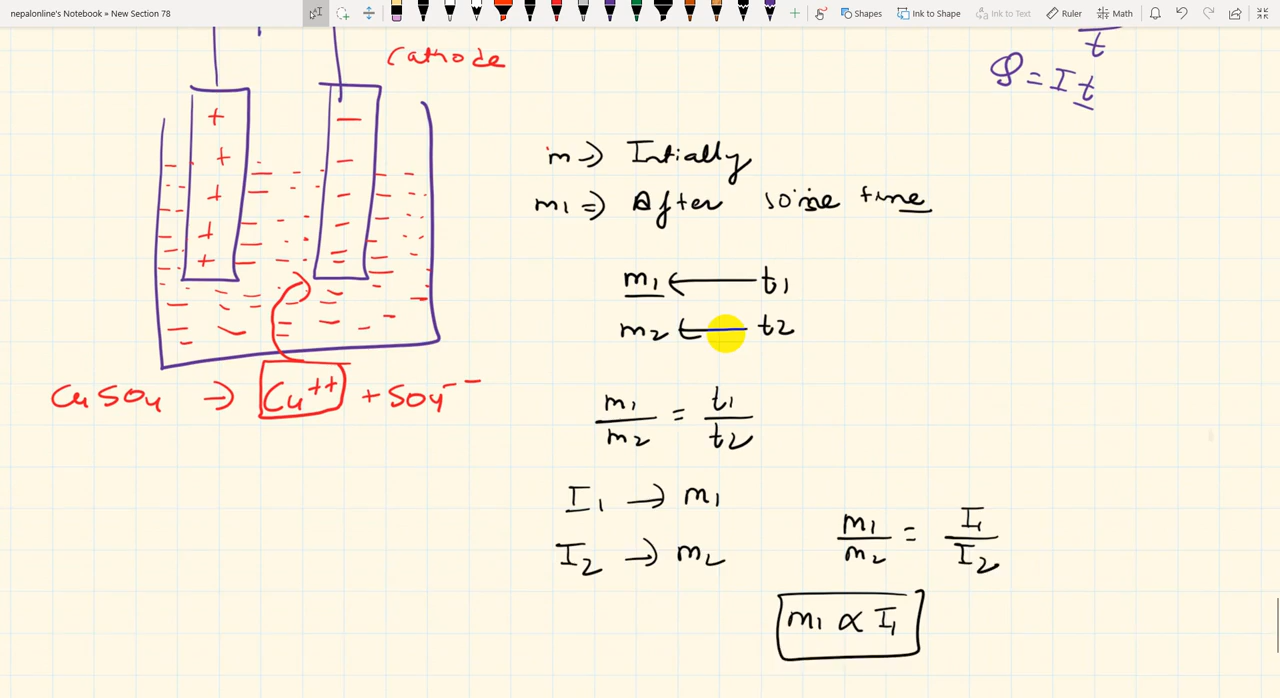 nepalonline's Notebook » New Section 78
Shapes
Ink to Shape
Ink to Text
Ruler
Math
Cathode
t
Q = I t
m => Intially
m1 => After some time
m1 ← t1
m2 ← t2
CuSO4 → Cu++ + SO4--
m1/m2 = t1/t2
I1 → m1
I2 → m2
m1/m2 = I1/I2
m1 ∝ I1